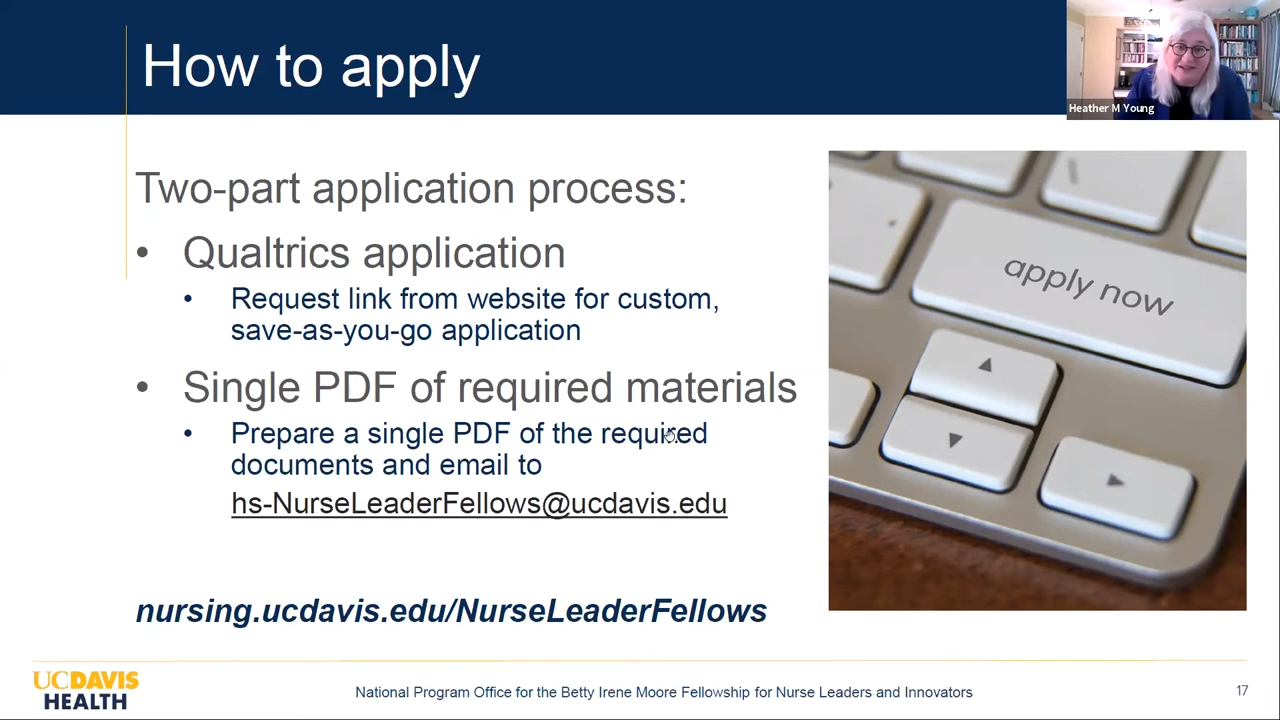 How to apply
Heather M Young
Two-part application process:
• Qualtrics application
• Request link from website for custom,
save-as-you-go application
• Single PDF of required materials
• Prepare a single PDF of the required
documents and email to
hs-NurseLeaderFellows@ucdavis.edu
apply now
nursing.ucdavis.edu/NurseLeaderFellows
UCDAVIS
HEALTH
National Program Office for the Betty Irene Moore Fellowship for Nurse Leaders and Innovators
17